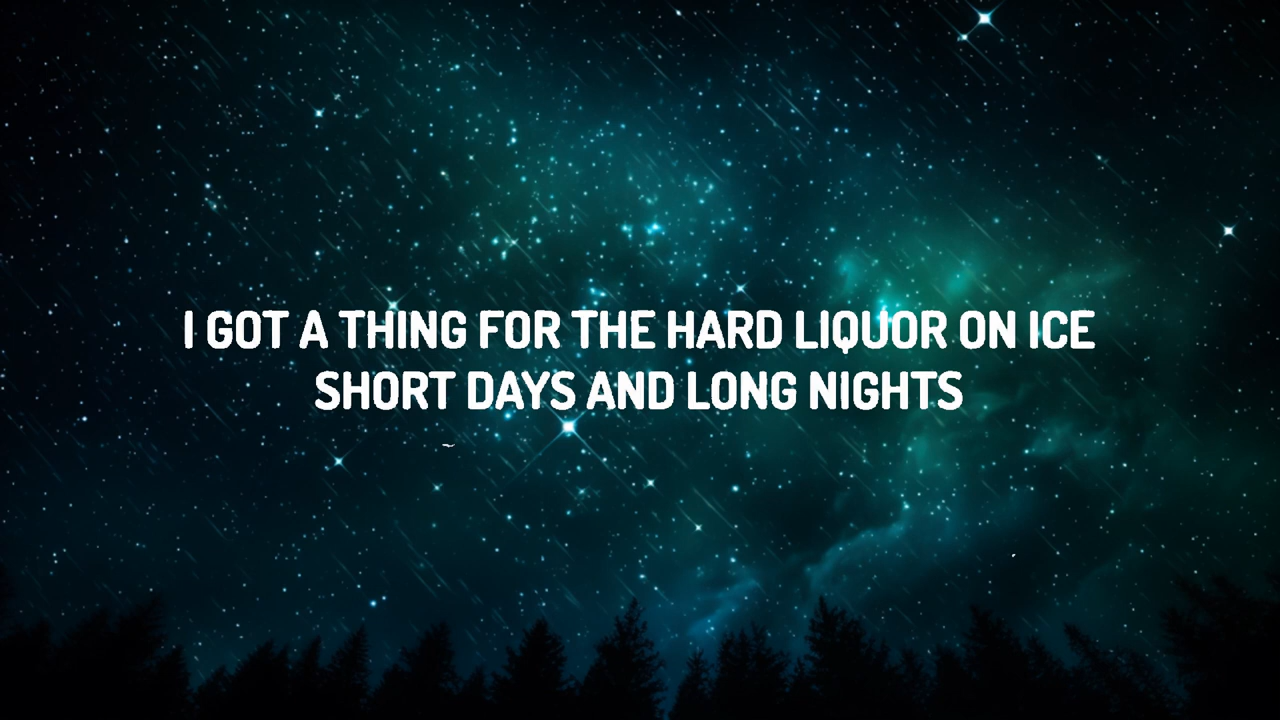 I GOT A THING FOR THE HARD LIQUOR ON ICE
SHORT DAYS AND LONG NIGHTS